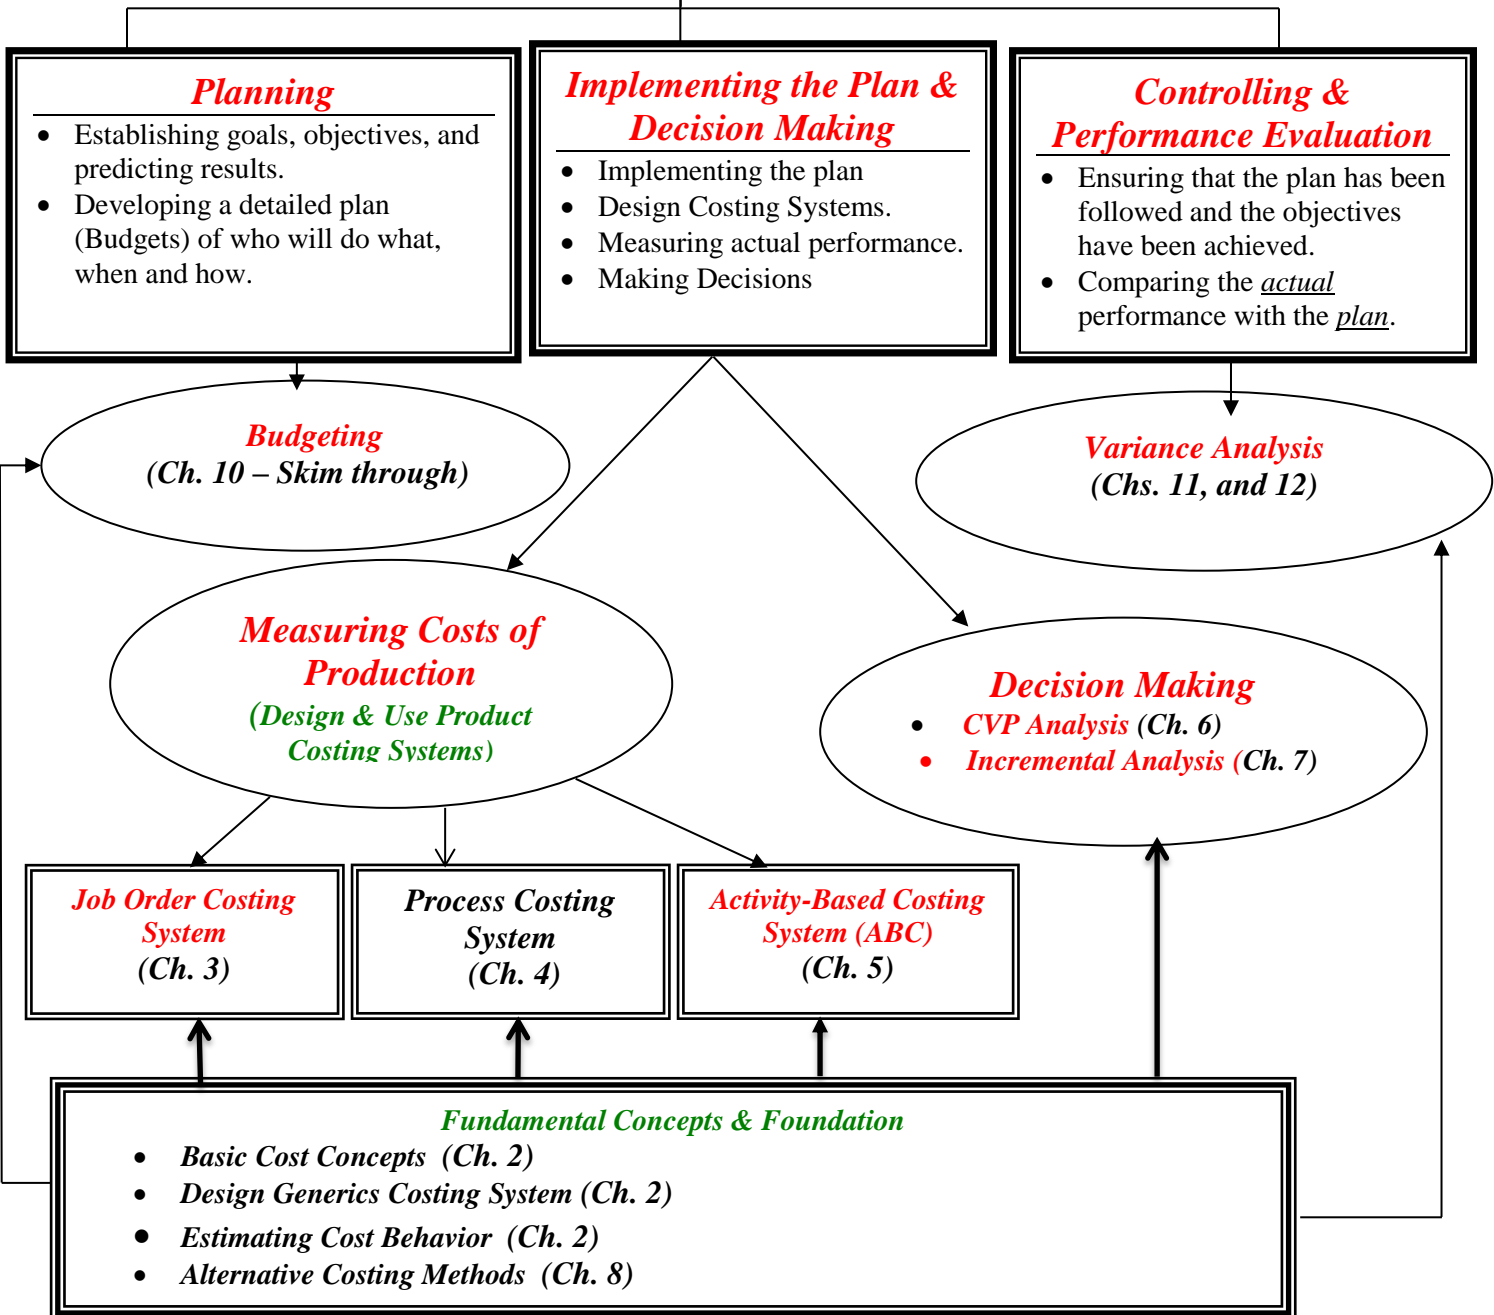 Planning
• Establishing goals, objectives, and
predicting results.
• Developing a detailed plan
(Budgets) of who will do what,
when and how.
Implementing the Plan &
Decision Making
• Implementing the plan
• Design Costing Systems.
• Measuring actual performance.
• Making Decisions
Controlling &
Performance Evaluation
• Ensuring that the plan has been
followed and the objectives
have been achieved.
• Comparing the actual
performance with the plan.
Budgeting
(Ch. 10 – Skim through)
Variance Analysis
(Chs. 11, and 12)
Measuring Costs of
Production
(Design & Use Product
Costing Systems)
Decision Making
• CVP Analysis (Ch. 6)
• Incremental Analysis (Ch. 7)
Job Order Costing
System
(Ch. 3)
Process Costing
System
(Ch. 4)
Activity-Based Costing
System (ABC)
(Ch. 5)
Fundamental Concepts & Foundation
• Basic Cost Concepts (Ch. 2)
• Design Generics Costing System (Ch. 2)
• Estimating Cost Behavior (Ch. 2)
• Alternative Costing Methods (Ch. 8)